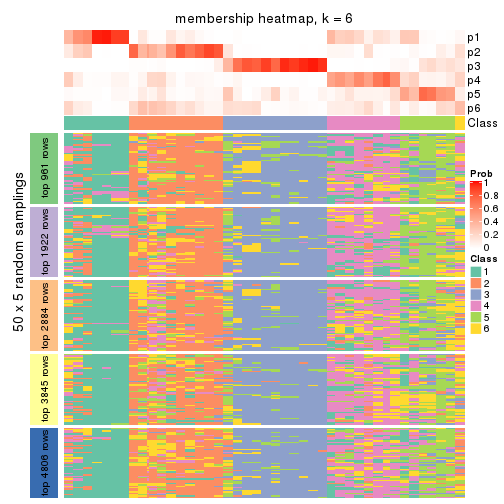 membership heatmap, k = 6
p1
p2
p3
p4
p5
p6
Class
50 x 5 random samplings
top 961 rows
top 1922 rows
top 2884 rows
top 3845 rows
top 4806 rows
Prob
1
0.8
0.6
0.4
0.2
0
Class
1
2
3
4
5
6